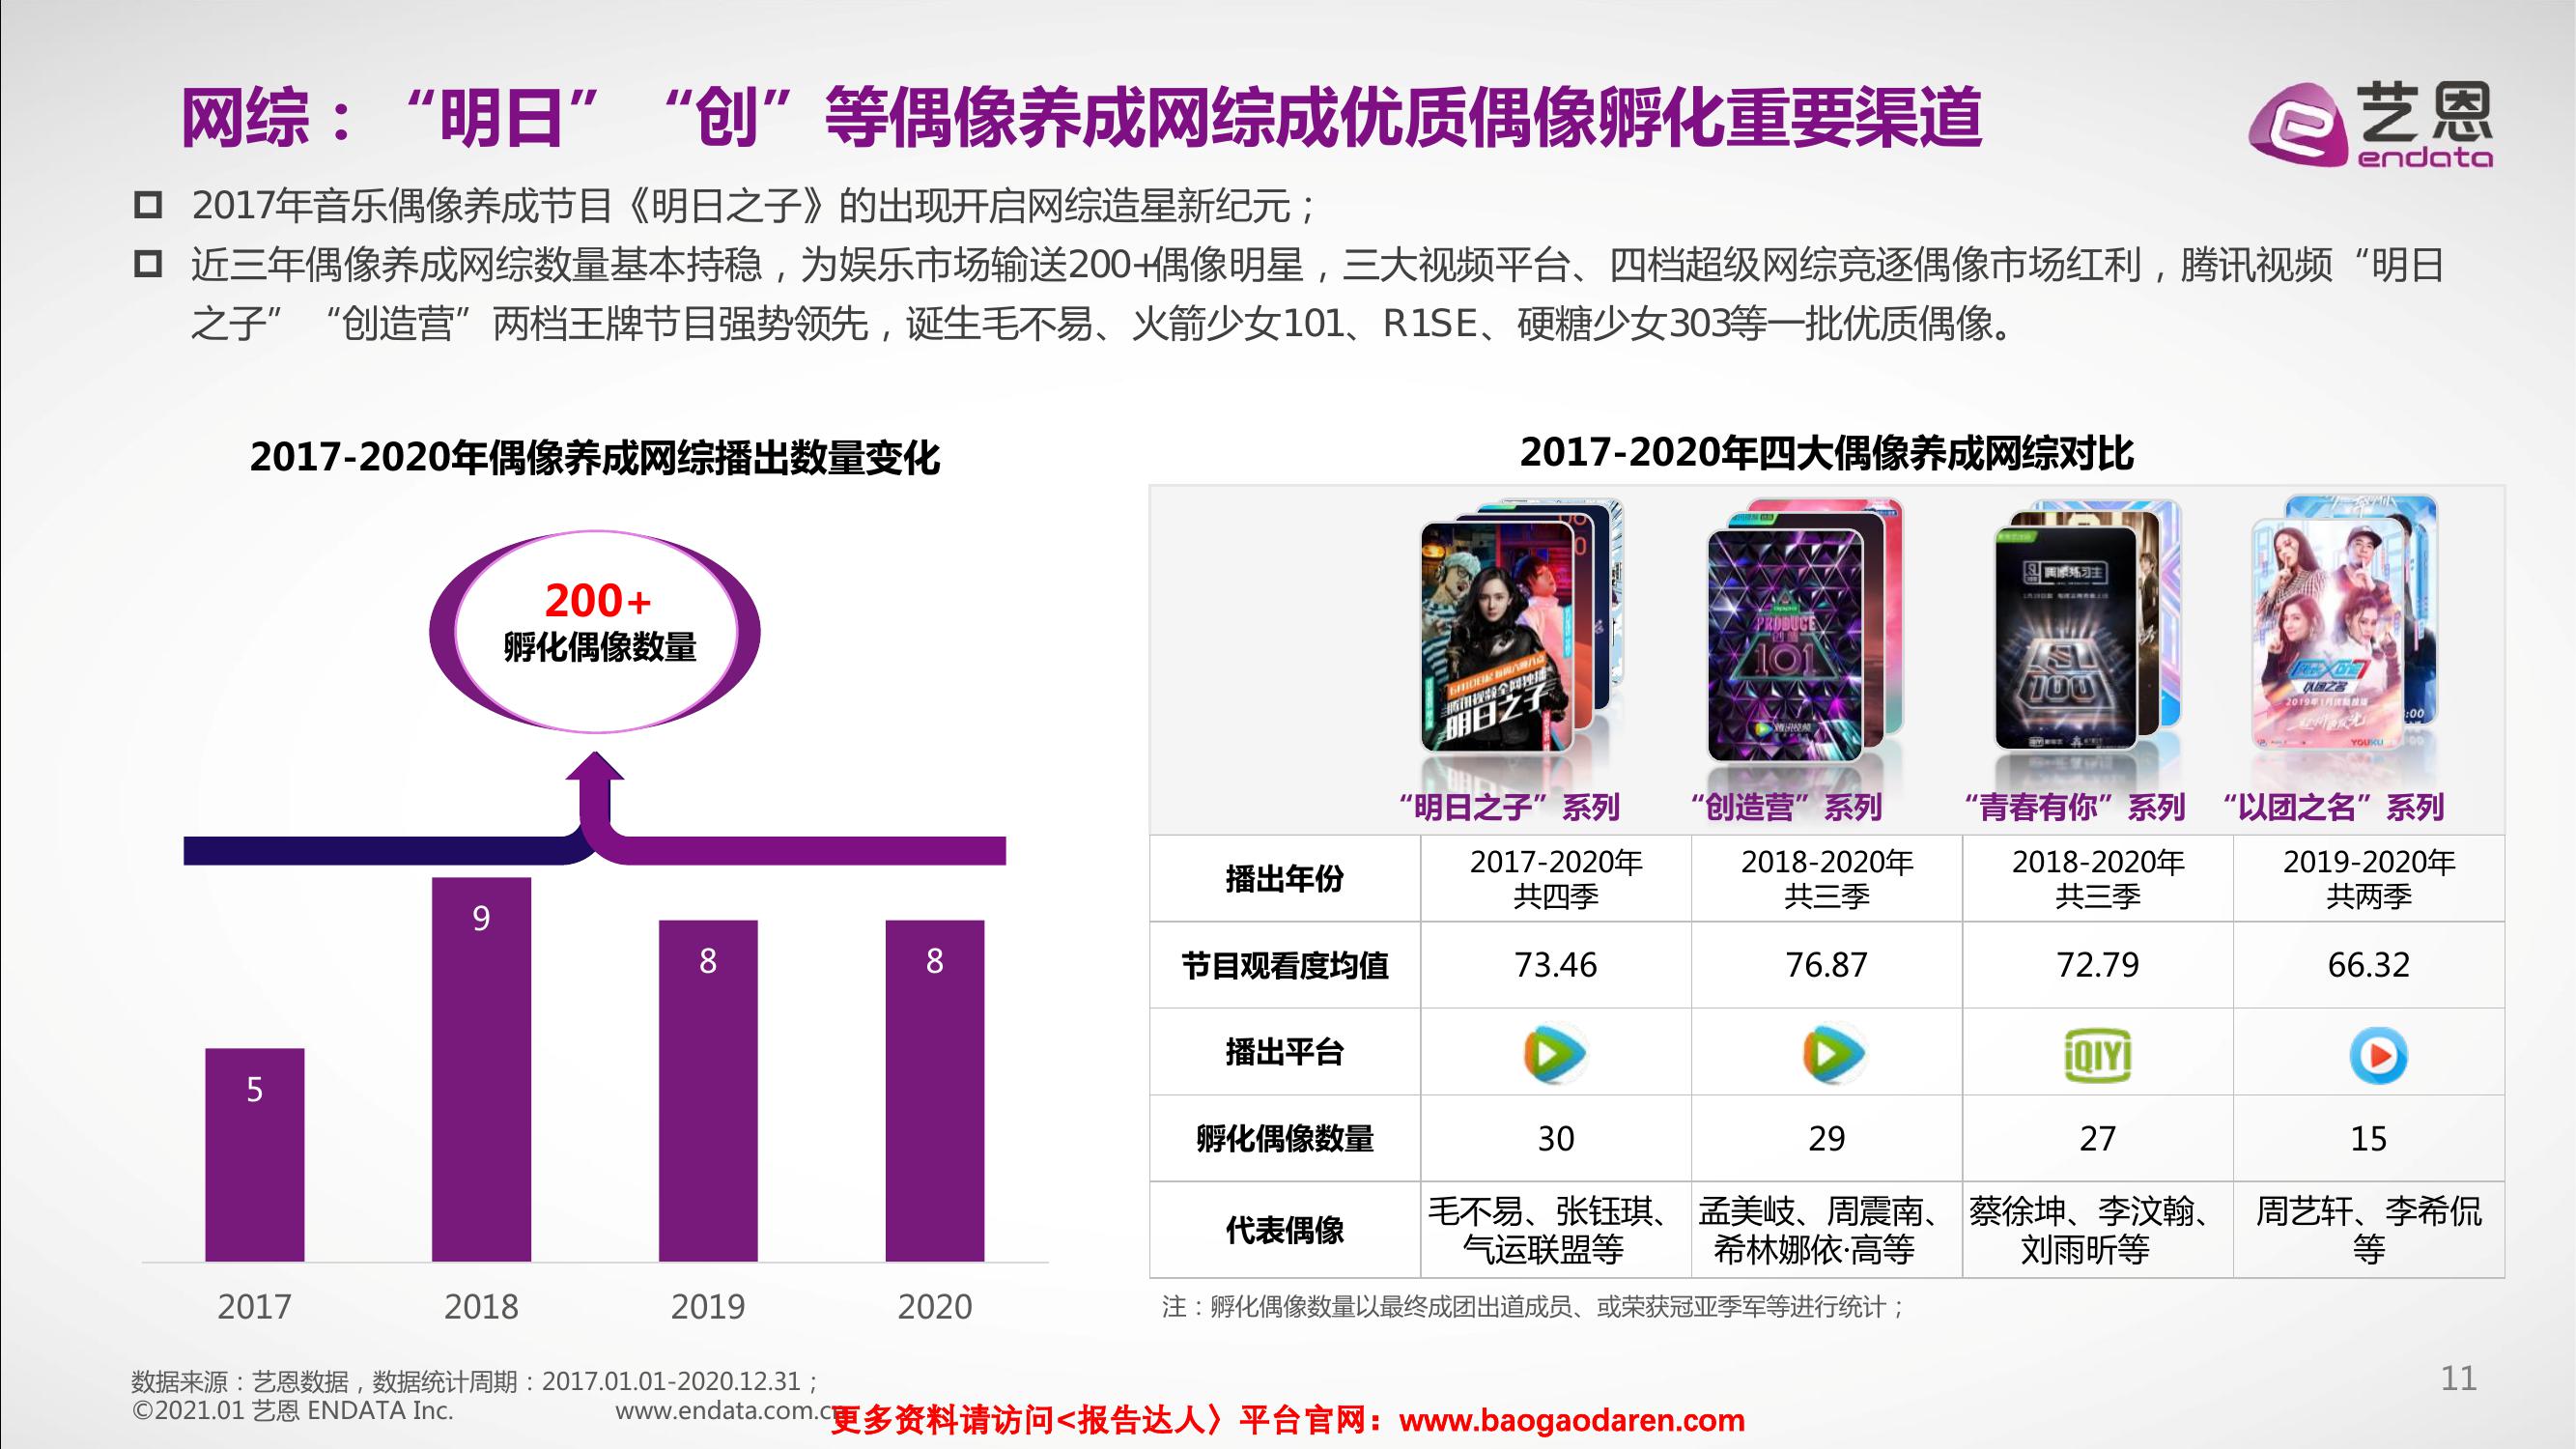 网综：“明日”“创”等偶像养成网综成优质偶像孵化重要渠道
艺恩
endata
2017年音乐偶像养成节目《明日之子》的出现开启网综造星新纪元；
近三年偶像养成网综数量基本持稳，为娱乐市场输送200+偶像明星，三大视频平台、四档超级网综竞逐偶像市场红利，腾讯视频“明日
之子”“创造营”两档王牌节目强势领先，诞生毛不易、火箭少女101、R1SE、硬糖少女303等一批优质偶像。
2017-2020年偶像养成网综播出数量变化
200+
孵化偶像数量
9
8
8
5
2017 2018 2019 2020
2017-2020年四大偶像养成网综对比
明日之子
PRODUCE
101
偶像练习生
100
以团之名
YOUKU
“明日之子”系列 “创造营”系列 “青春有你”系列 “以团之名”系列
播出年份 2017-2020年 2018-2020年 2018-2020年 2019-2020年
共四季 共三季 共三季 共两季
节目观看度均值 73.46 76.87 72.79 66.32
播出平台 iQIYI
孵化偶像数量 30 29 27 15
代表偶像 毛不易、张钰琪、 孟美岐、周震南、 蔡徐坤、李汶翰、 周艺轩、李希侃
气运联盟等 希林娜依·高等 刘雨昕等 等
注：孵化偶像数量以最终成团出道成员、或荣获冠亚季军等进行统计；
数据来源：艺恩数据，数据统计周期：2017.01.01-2020.12.31；
©2021.01 艺恩 ENDATA Inc. www.endata.com.cn
更多资料请访问<报告达人〉平台官网：www.baogaodaren.com
11